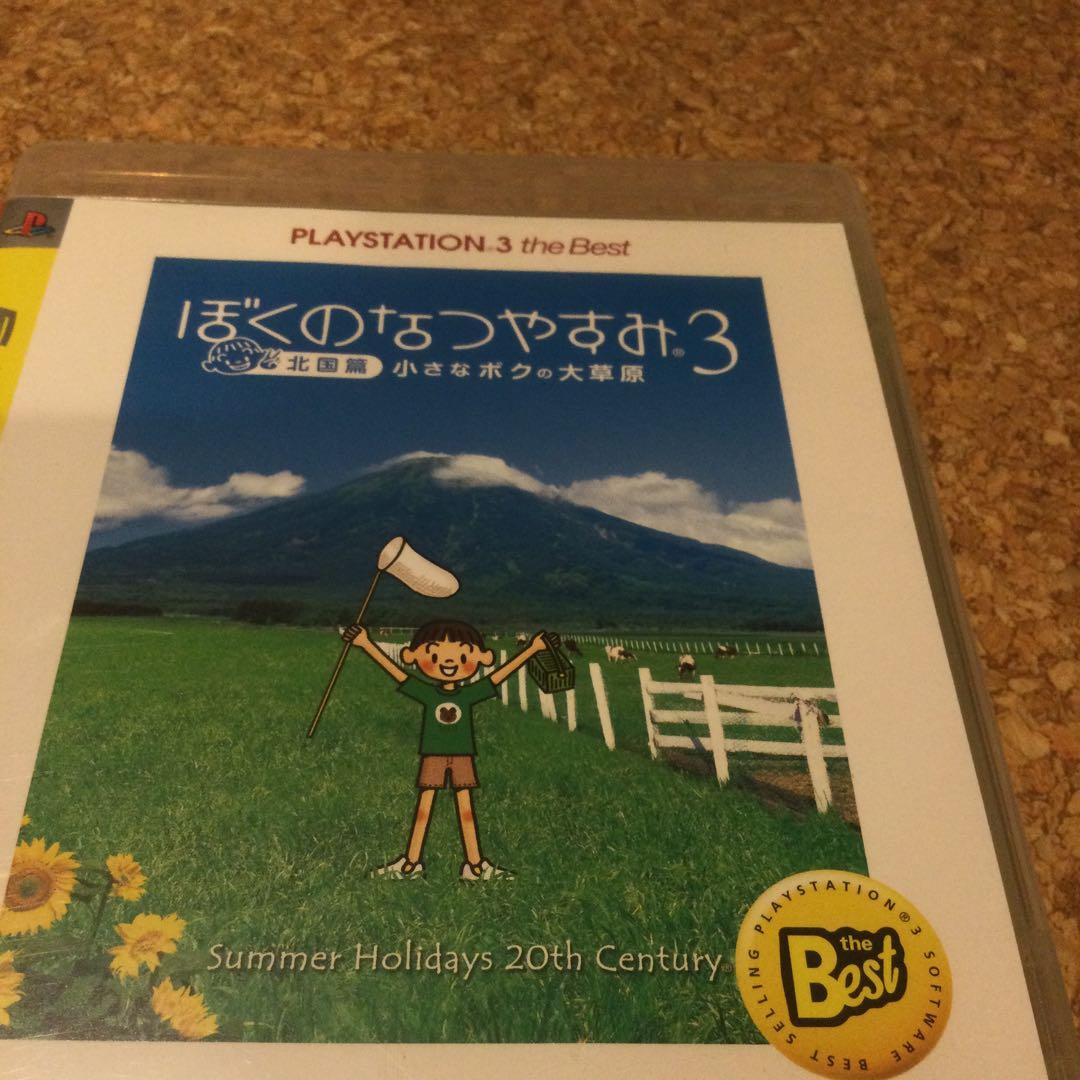 PLAYSTATION®3 the Best
ぼくのなつやすみ®3
北国篇 小さなボクの大草原
Summer Holidays 20th Century®
BEST SELLING PLAYSTATION®3 SOFTWARE
the Best